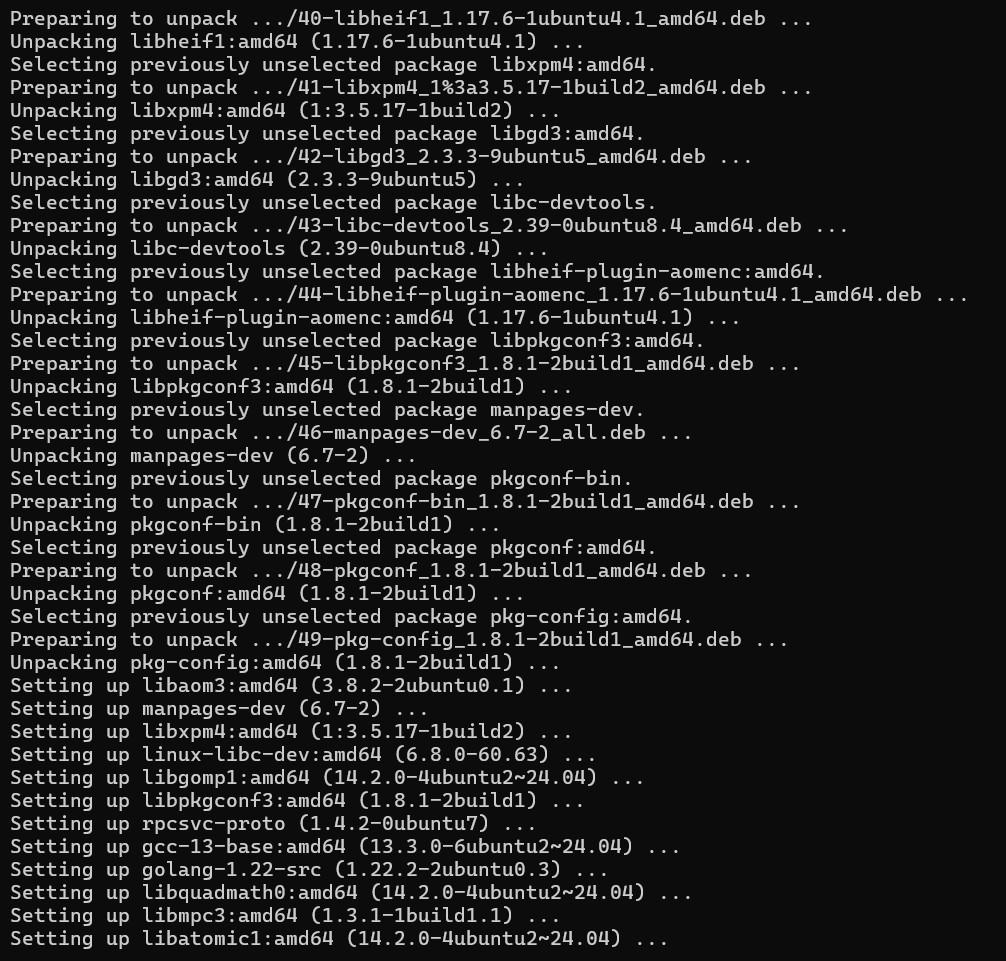 Preparing to unpack .../40-libheif1_1.17.6-1ubuntu4.1_amd64.deb ...
Unpacking libheif1:amd64 (1.17.6-1ubuntu4.1) ...
Selecting previously unselected package libxpm4:amd64.
Preparing to unpack .../41-libxpm4_1%3a3.5.17-1build2_amd64.deb ...
Unpacking libxpm4:amd64 (1:3.5.17-1build2) ...
Selecting previously unselected package libgd3:amd64.
Preparing to unpack .../42-libgd3_2.3.3-9ubuntu5_amd64.deb ...
Unpacking libgd3:amd64 (2.3.3-9ubuntu5) ...
Selecting previously unselected package libc-devtools.
Preparing to unpack .../43-libc-devtools_2.39-0ubuntu8.4_amd64.deb ...
Unpacking libc-devtools (2.39-0ubuntu8.4) ...
Selecting previously unselected package libheif-plugin-aomenc:amd64.
Preparing to unpack .../44-libheif-plugin-aomenc_1.17.6-1ubuntu4.1_amd64.deb ...
Unpacking libheif-plugin-aomenc:amd64 (1.17.6-1ubuntu4.1) ...
Selecting previously unselected package libpkgconf3:amd64.
Preparing to unpack .../45-libpkgconf3_1.8.1-2build1_amd64.deb ...
Unpacking libpkgconf3:amd64 (1.8.1-2build1) ...
Selecting previously unselected package manpages-dev.
Preparing to unpack .../46-manpages-dev_6.7-2_all.deb ...
Unpacking manpages-dev (6.7-2) ...
Selecting previously unselected package pkgconf-bin.
Preparing to unpack .../47-pkgconf-bin_1.8.1-2build1_amd64.deb ...
Unpacking pkgconf-bin (1.8.1-2build1) ...
Selecting previously unselected package pkgconf:amd64.
Preparing to unpack .../48-pkgconf_1.8.1-2build1_amd64.deb ...
Unpacking pkgconf:amd64 (1.8.1-2build1) ...
Selecting previously unselected package pkg-config:amd64.
Preparing to unpack .../49-pkg-config_1.8.1-2build1_amd64.deb ...
Unpacking pkg-config:amd64 (1.8.1-2build1) ...
Setting up libaom3:amd64 (3.8.2-2ubuntu0.1) ...
Setting up manpages-dev (6.7-2) ...
Setting up libxpm4:amd64 (1:3.5.17-1build2) ...
Setting up linux-libc-dev:amd64 (6.8.0-60.63) ...
Setting up libgomp1:amd64 (14.2.0-4ubuntu2~24.04) ...
Setting up libpkgconf3:amd64 (1.8.1-2build1) ...
Setting up rpcsvc-proto (1.4.2-0ubuntu7) ...
Setting up gcc-13-base:amd64 (13.3.0-6ubuntu2~24.04) ...
Setting up golang-1.22-src (1.22.2-2ubuntu0.3) ...
Setting up libquadmath0:amd64 (14.2.0-4ubuntu2~24.04) ...
Setting up libmpc3:amd64 (1.3.1-1build1.1) ...
Setting up libatomic1:amd64 (14.2.0-4ubuntu2~24.04) ...